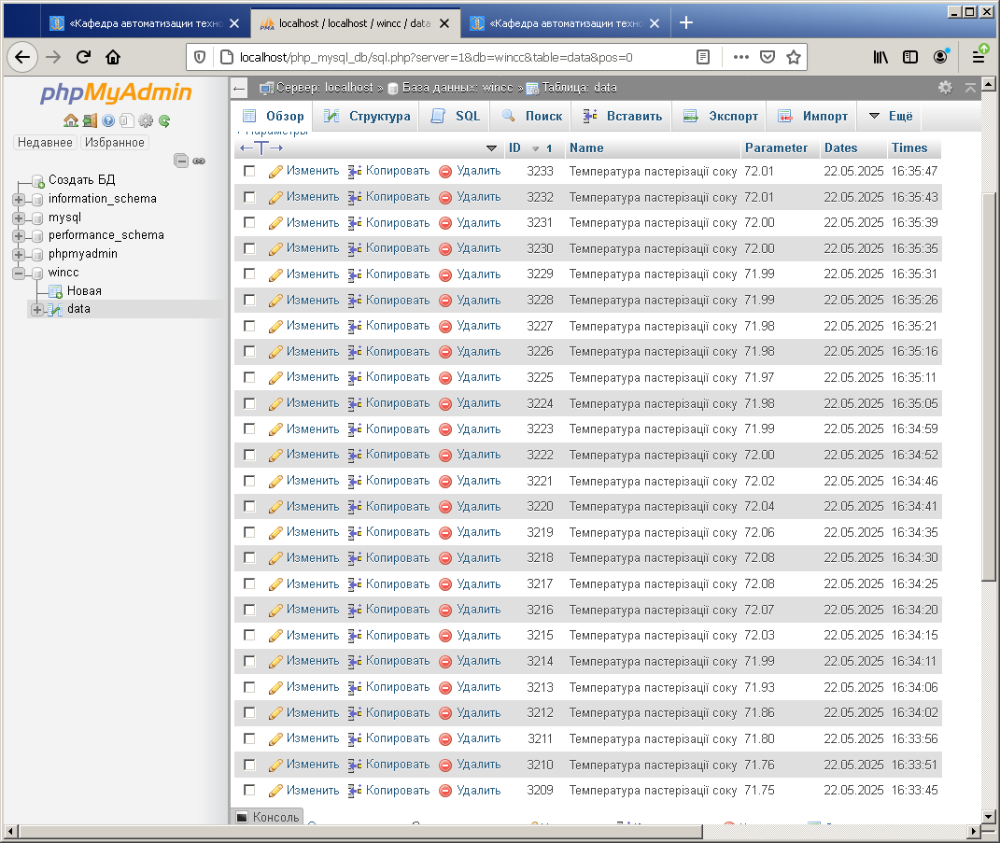 «Кафедра автоматизации техно
localhost / localhost / wincc / data
«Кафедра автоматизации техно
localhost/php_mysql_db/sql.php?server=1&db=wincc&table=data&pos=0
phpMyAdmin
Недавнее Избранное
Создать БД
information_schema
mysql
performance_schema
phpmyadmin
wincc
Новая
data
Сервер: localhost » База данных: wincc » Таблица: data
Обзор Структура SQL Поиск Вставить Экспорт Импорт Ещё
Параметры
ID 1 Name Parameter Dates Times
Изменить Копировать Удалить 3233 Температура пастерізації соку 72.01 22.05.2025 16:35:47
Изменить Копировать Удалить 3232 Температура пастерізації соку 72.01 22.05.2025 16:35:43
Изменить Копировать Удалить 3231 Температура пастерізації соку 72.00 22.05.2025 16:35:39
Изменить Копировать Удалить 3230 Температура пастерізації соку 72.00 22.05.2025 16:35:35
Изменить Копировать Удалить 3229 Температура пастерізації соку 71.99 22.05.2025 16:35:31
Изменить Копировать Удалить 3228 Температура пастерізації соку 71.99 22.05.2025 16:35:26
Изменить Копировать Удалить 3227 Температура пастерізації соку 71.98 22.05.2025 16:35:21
Изменить Копировать Удалить 3226 Температура пастерізації соку 71.98 22.05.2025 16:35:16
Изменить Копировать Удалить 3225 Температура пастерізації соку 71.97 22.05.2025 16:35:11
Изменить Копировать Удалить 3224 Температура пастерізації соку 71.98 22.05.2025 16:35:05
Изменить Копировать Удалить 3223 Температура пастерізації соку 71.99 22.05.2025 16:34:59
Изменить Копировать Удалить 3222 Температура пастерізації соку 72.00 22.05.2025 16:34:52
Изменить Копировать Удалить 3221 Температура пастерізації соку 72.02 22.05.2025 16:34:46
Изменить Копировать Удалить 3220 Температура пастерізації соку 72.04 22.05.2025 16:34:41
Изменить Копировать Удалить 3219 Температура пастерізації соку 72.06 22.05.2025 16:34:35
Изменить Копировать Удалить 3218 Температура пастерізації соку 72.08 22.05.2025 16:34:30
Изменить Копировать Удалить 3217 Температура пастерізації соку 72.08 22.05.2025 16:34:25
Изменить Копировать Удалить 3216 Температура пастерізації соку 72.07 22.05.2025 16:34:20
Изменить Копировать Удалить 3215 Температура пастерізації соку 72.03 22.05.2025 16:34:15
Изменить Копировать Удалить 3214 Температура пастерізації соку 71.99 22.05.2025 16:34:11
Изменить Копировать Удалить 3213 Температура пастерізації соку 71.93 22.05.2025 16:34:06
Изменить Копировать Удалить 3212 Температура пастерізації соку 71.86 22.05.2025 16:34:02
Изменить Копировать Удалить 3211 Температура пастерізації соку 71.80 22.05.2025 16:33:56
Изменить Копировать Удалить 3210 Температура пастерізації соку 71.76 22.05.2025 16:33:51
Изменить Копировать Удалить 3209 Температура пастерізації соку 71.75 22.05.2025 16:33:45
Консоль